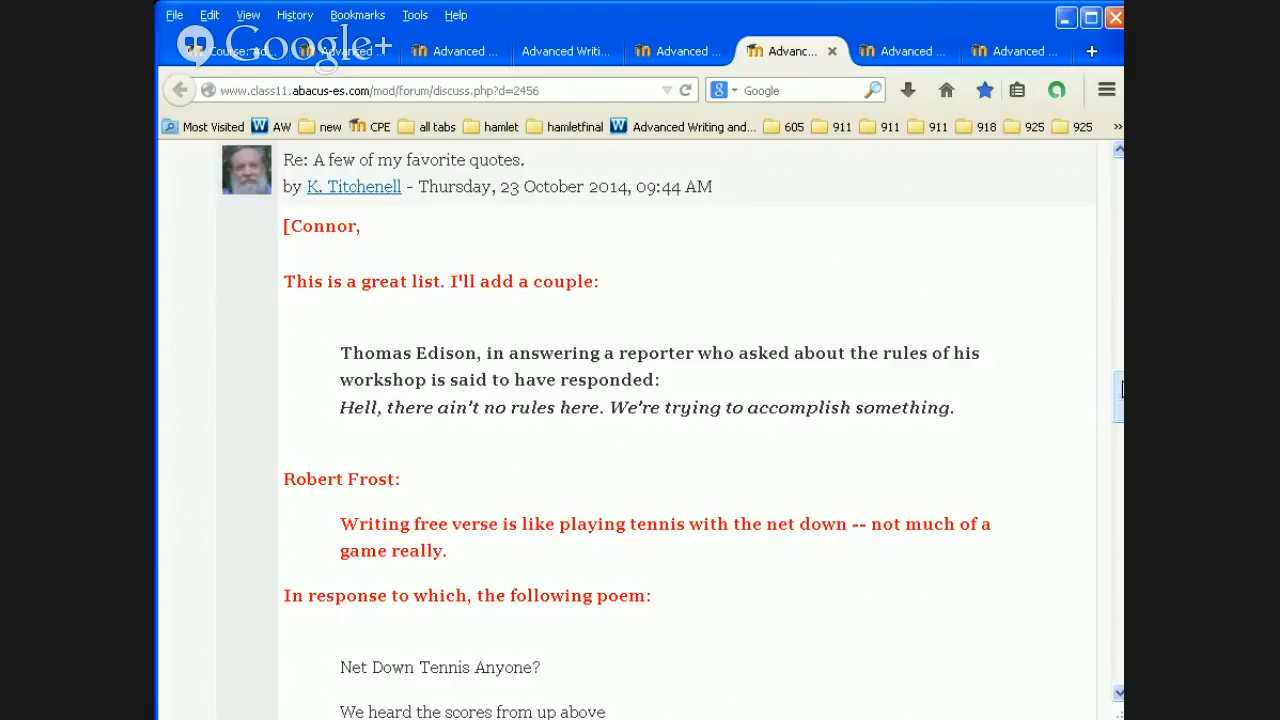 File Edit View History Bookmarks Tools Help
Google+
Advanced ... Advanced Writi... Advanced ... Advanc... Advanced ... Advanced ...
www.class11.abacus-es.com/mod/forum/discuss.php?d=2456 Google
Most Visited AW new CPE all tabs hamlet hamletfinal Advanced Writing and... 605 911 911 911 918 925 925 »
Re: A few of my favorite quotes.
by K. Titchenell - Thursday, 23 October 2014, 09:44 AM
[Connor,
This is a great list. I'll add a couple:
Thomas Edison, in answering a reporter who asked about the rules of his
workshop is said to have responded:
Hell, there ain't no rules here. We're trying to accomplish something.
Robert Frost:
Writing free verse is like playing tennis with the net down -- not much of a
game really.
In response to which, the following poem:
Net Down Tennis Anyone?
We heard the scores from up above